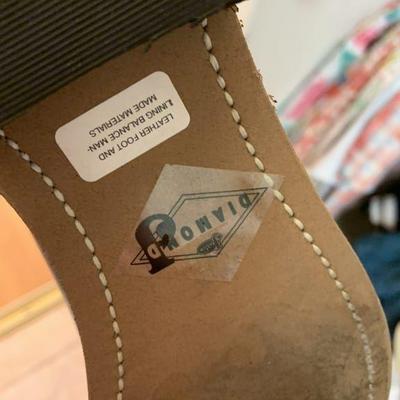 LEATHER FOOT AND
LINING BALANCE MAN-
MADE MATERIALS
DIAMOND
J